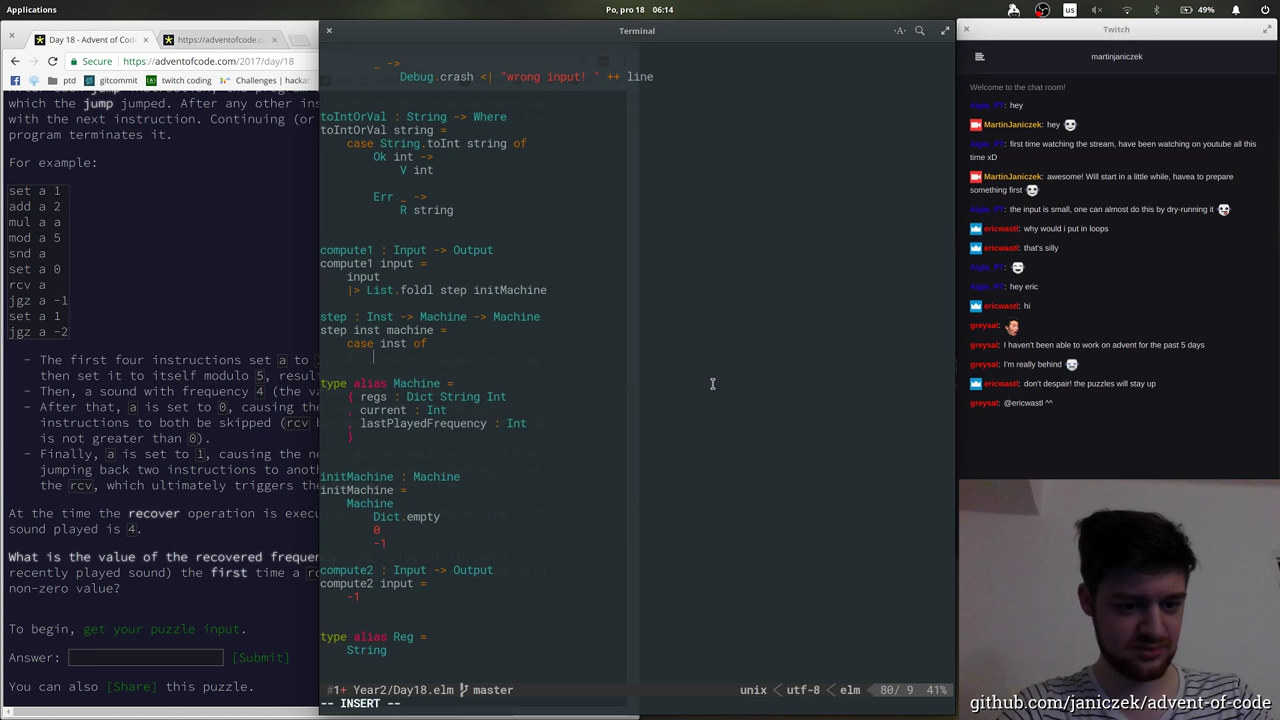 Applications
Po, pro 18 06:14
us
49%
Day 18 - Advent of Cod
https://adventofcode.c
Secure
https://adventofcode.com/2017/day/18
ptd
gitcommit
twitch coding
Challenges | hacka
which the jump jumped. After any other ins
with the next instruction. Continuing (or
program terminates it.
For example:
set a 1
add a 2
mul a a
mod a 5
snd a
set a 0
rcv a
jgz a -1
set a 1
jgz a -2
- The first four instructions set a to 1
then set it to itself modulo 5, resul
- Then, a sound with frequency 4 (the va
- After that, a is set to 0, causing the
instructions to both be skipped (rcv b
is not greater than 0).
- Finally, a is set to 1, causing the ne
jumping back two instructions to anot
the rcv, which ultimately triggers the
At the time the recover operation is execu
sound played is 4.
What is the value of the recovered frequen
recently played sound) the first time a rc
non-zero value?
To begin, get your puzzle input.
Answer:
[Submit]
You can also [Share] this puzzle.
Terminal
_ ->
Debug.crash <| "wrong input! " ++ line
toIntOrVal : String -> Where
toIntOrVal string =
case String.toInt string of
Ok int ->
V int
Err _ ->
R string
compute1 : Input -> Output
compute1 input =
input
|> List.foldl step initMachine
step : Inst -> Machine -> Machine
step inst machine =
case inst of
type alias Machine =
{ regs : Dict String Int
, current : Int
, lastPlayedFrequency : Int
}
initMachine : Machine
initMachine =
Machine
Dict.empty
0
-1
compute2 : Input -> Output
compute2 input =
-1
type alias Reg =
String
#1+ Year2/Day18.elm master
unix < utf-8 < elm
80/ 9
41%
-- INSERT --
Twitch
martinjaniczek
Welcome to the chat room!
hey
MartinJaniczek: hey
first time watching the stream, have been watching on youtube all this
time xD
MartinJaniczek: awesome! Will start in a little while, havea to prepare
something first
the input is small, one can almost do this by dry-running it
ericwastl: why would i put in loops
ericwastl: that's silly
hey eric
ericwastl: hi
greysal:
greysal: I haven't been able to work on advent for the past 5 days
greysal: I'm really behind
ericwastl: don't despair! the puzzles will stay up
greysal: @ericwastl ^^
github.com/janiczek/advent-of-code